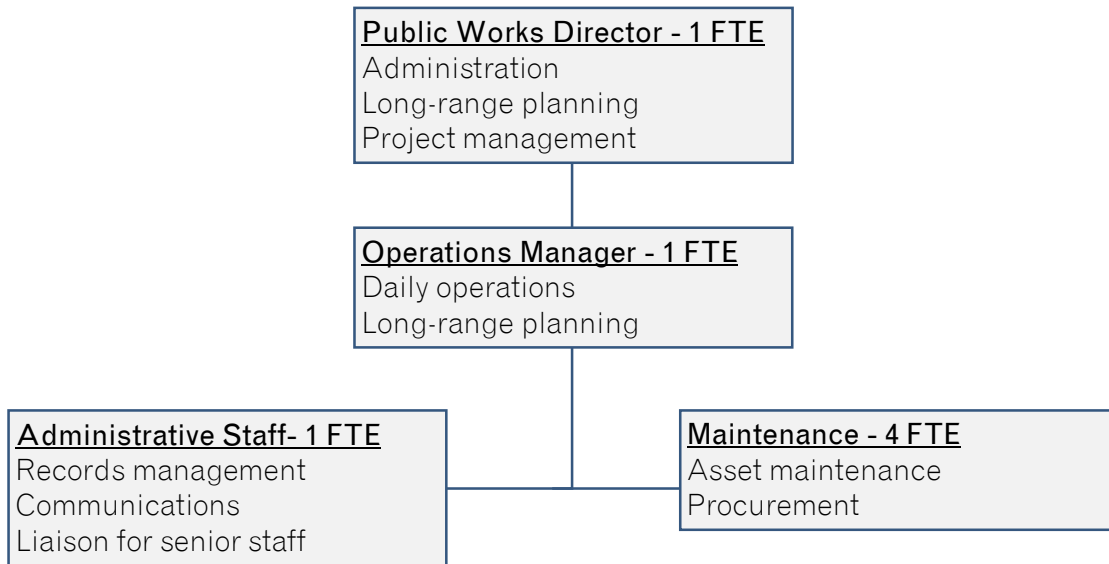 Public Works Director - 1 FTE
Administration
Long-range planning
Project management
Operations Manager - 1 FTE
Daily operations
Long-range planning
Administrative Staff- 1 FTE
Records management
Communications
Liaison for senior staff
Maintenance - 4 FTE
Asset maintenance
Procurement